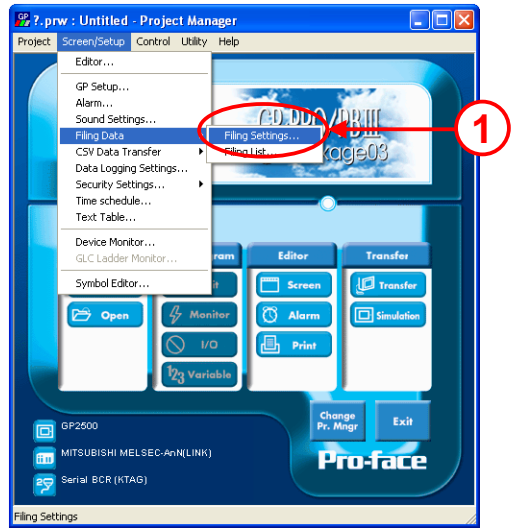 ?.prw : Untitled - Project Manager
Project Screen/Setup Control Utility Help
Editor...
GP Setup...
Alarm...
Sound Settings...
Filing Data
CSV Data Transfer
Data Logging Settings...
Security Settings...
Time schedule...
Text Table...
Device Monitor...
GLC Ladder Monitor...
Symbol Editor...
Filing Settings...
Filing List...
1
Editor
Transfer
Screen
Transfer
Open
Monitor
Alarm
Simulation
I/O
Print
Variable
Change
Pr. Mngr
Exit
GP2500
MITSUBISHI MELSEC-AnN(LINK)
Serial BCR (KTAG)
Pro-face
Filing Settings